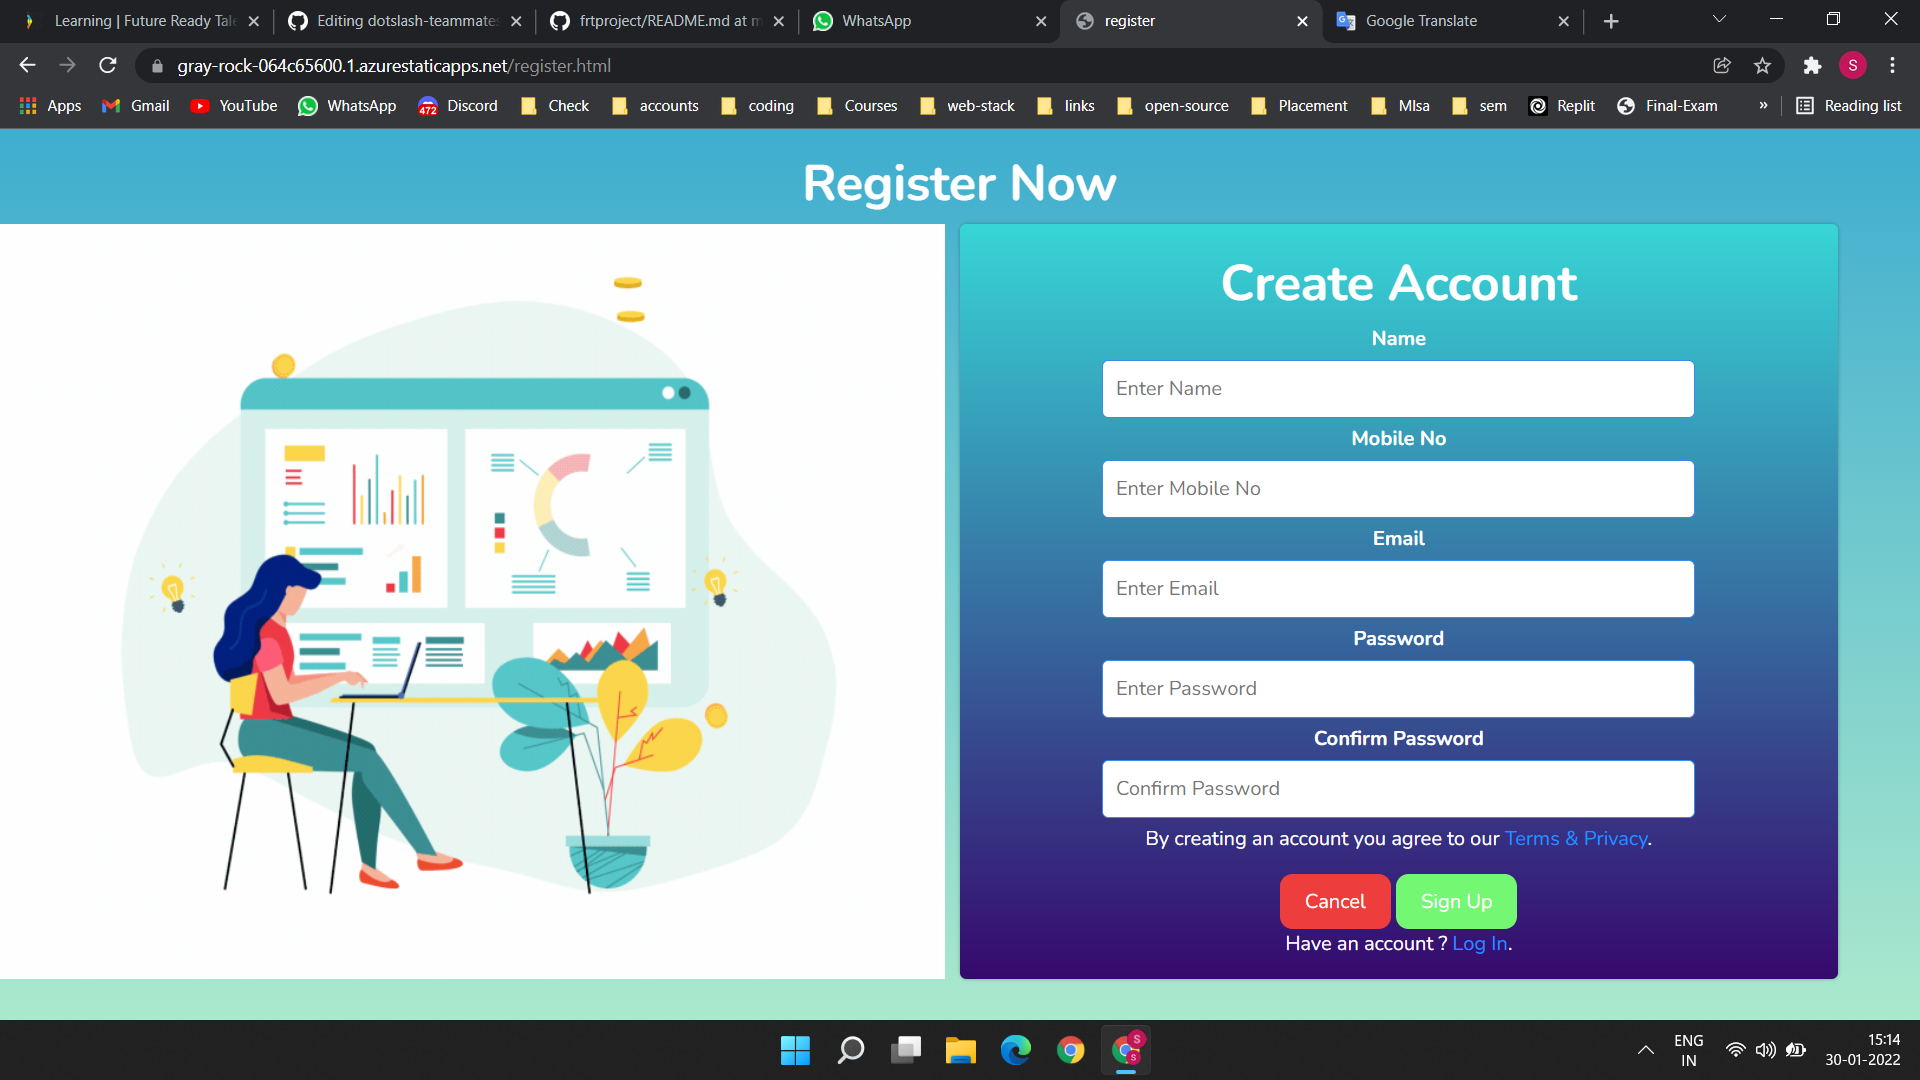 Learning | Future Ready Tale
Editing dotslash-teammates
frtproject/README.md at m
WhatsApp
register
Google Translate
gray-rock-064c65600.1.azurestaticapps.net/register.html
S
Apps
Gmail
YouTube
WhatsApp
472
Discord
Check
accounts
coding
Courses
web-stack
links
open-source
Placement
Mlsa
sem
Replit
Final-Exam
»
Reading list
Register Now
Create Account
Name
Enter Name
Mobile No
Enter Mobile No
Email
Enter Email
Password
Enter Password
Confirm Password
Confirm Password
By creating an account you agree to our Terms & Privacy.
Cancel
Sign Up
Have an account ? Log In.
S
S
ENG
IN
15:14
30-01-2022